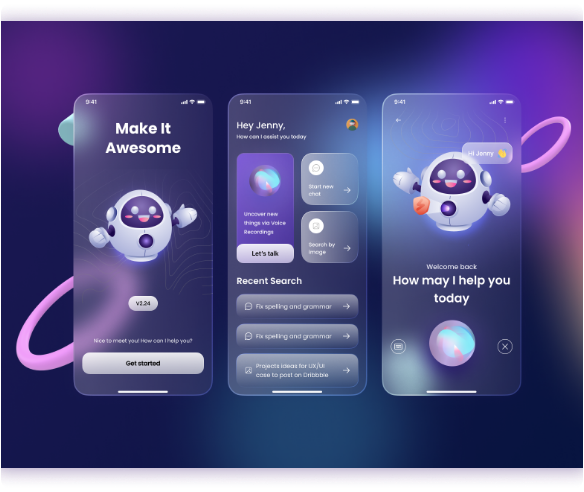 9:41
Make It
Awesome
V2.24
Nice to meet you! How can I help you?
Get started
9:41
Hey Jenny,
How can I assist you today
Uncover new
things via Voice
Recordings
Let's talk
Start new
chat
Search by
image
Recent Search
Fix spelling and grammar
Fix spelling and grammar
Projects ideas for UX/UI
case to post on Dribbble
9:41
Hi Jenny 👋
Welcome back
How may I help you
today